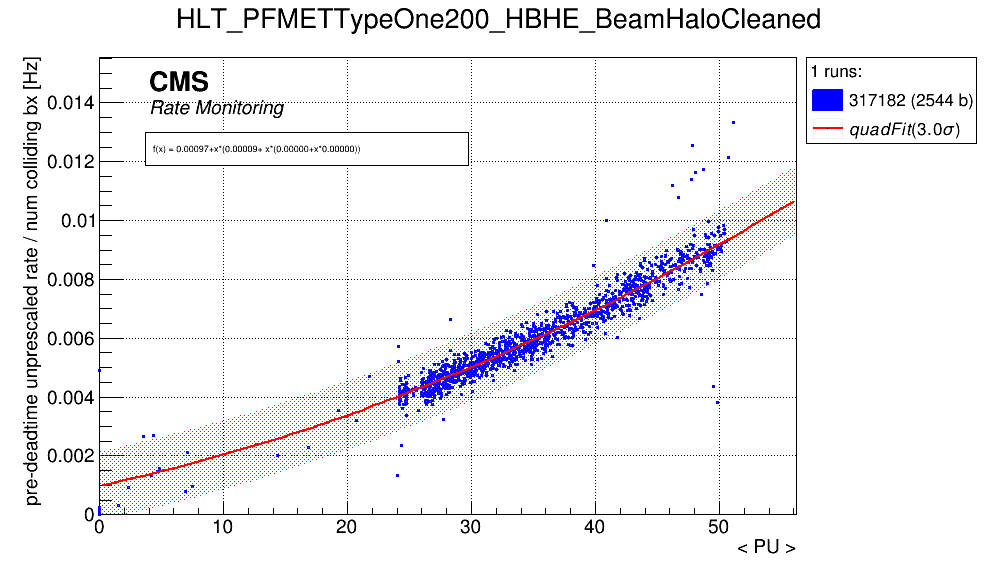 HLT_PFMETTypeOne200_HBHE_BeamHaloCleaned
pre-deadtime unprescaled rate / num colliding bx [Hz]
CMS
Rate Monitoring
f(x) = 0.00097+x*(0.00009+ x*(0.00000+x*0.00000))
1 runs:
317182 (2544 b)
quadFit(3.0σ)
0.014
0.012
0.01
0.008
0.006
0.004
0.002
0
0 10 20 30 40 50
< PU >